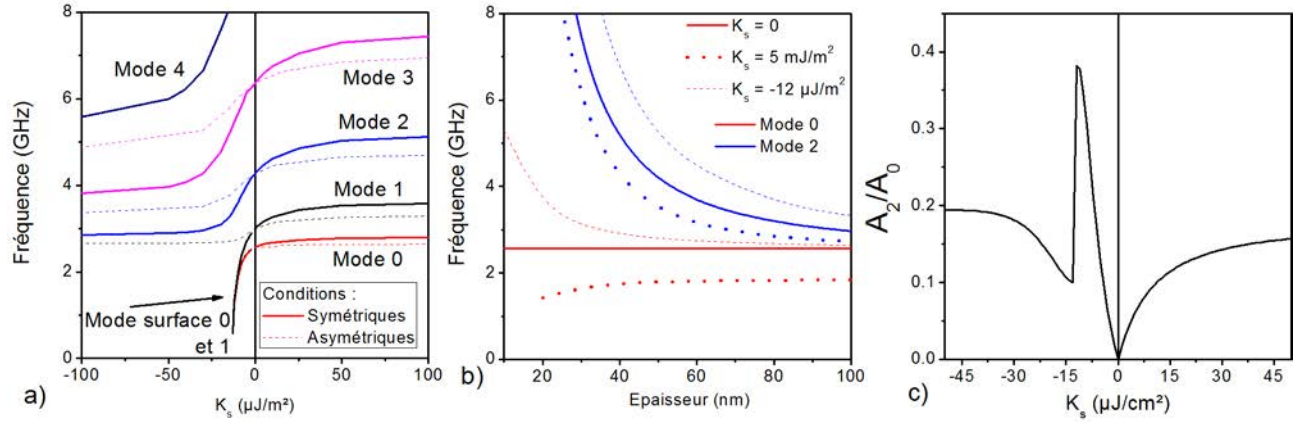 8
6
4
2
0
Fréquence (GHz)
Mode 4
Mode 3
Mode 2
Mode 1
Mode 0
Mode surface 0
et 1
Conditions :
Symétriques
Asymétriques
-100
-50
0
50
100
K_s (µJ/m²)
a)
8
6
4
2
0
Fréquence (GHz)
K_s = 0
K_s = 5 mJ/m²
K_s = -12 µJ/m²
Mode 0
Mode 2
20
40
60
80
100
Epaisseur (nm)
b)
0.4
0.3
0.2
0.1
0.0
A_2/A_0
-45
-30
-15
0
15
30
45
K_s (µJ/cm²)
c)